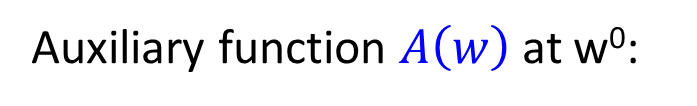 Auxiliary function A(w) at w⁰: